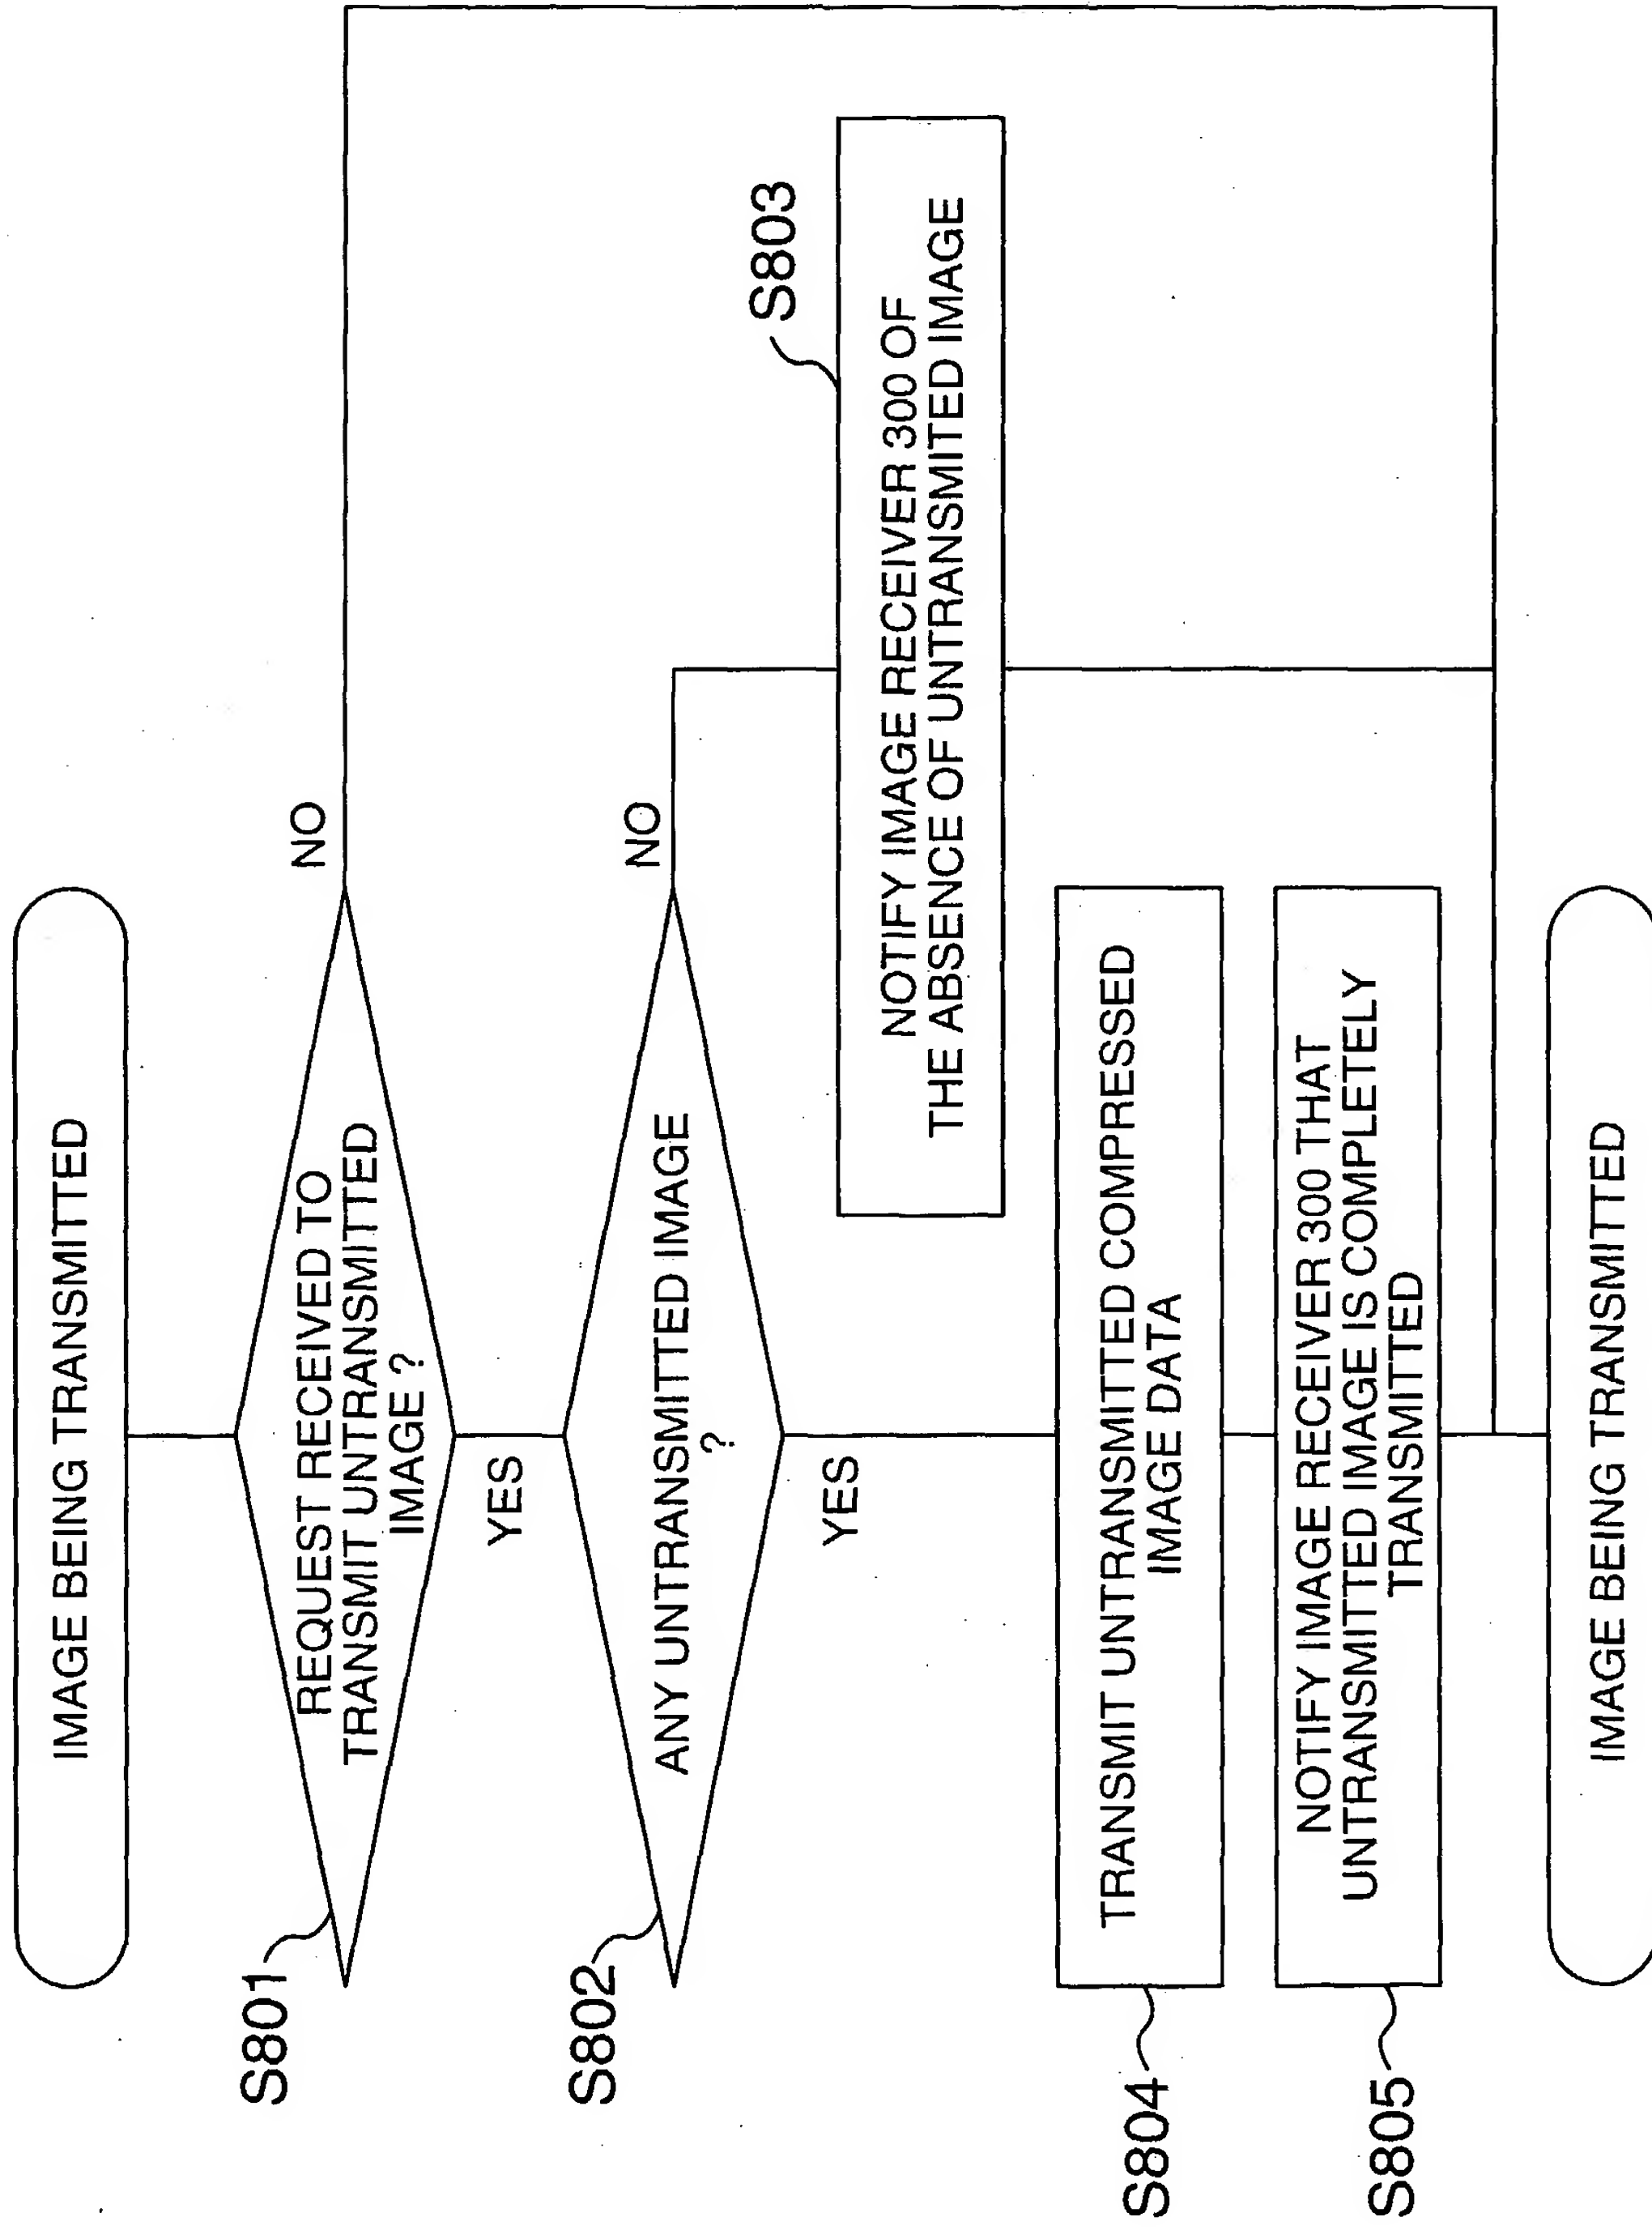 IMAGE BEING TRANSMITTED
S801
REQUEST RECEIVED TO
TRANSMIT UNTRANSMITTED
IMAGE ?
NO
YES
S802
ANY UNTRANSMITTED IMAGE
?
NO
YES
S803
NOTIFY IMAGE RECEIVER 300 OF
THE ABSENCE OF UNTRANSMITED IMAGE
S804
TRANSMIT UNTRANSMITTED COMPRESSED
IMAGE DATA
S805
NOTIFY IMAGE RECEIVER 300 THAT
UNTRANSMITTED IMAGE IS COMPLETELY
TRANSMITTED
IMAGE BEING TRANSMITTED